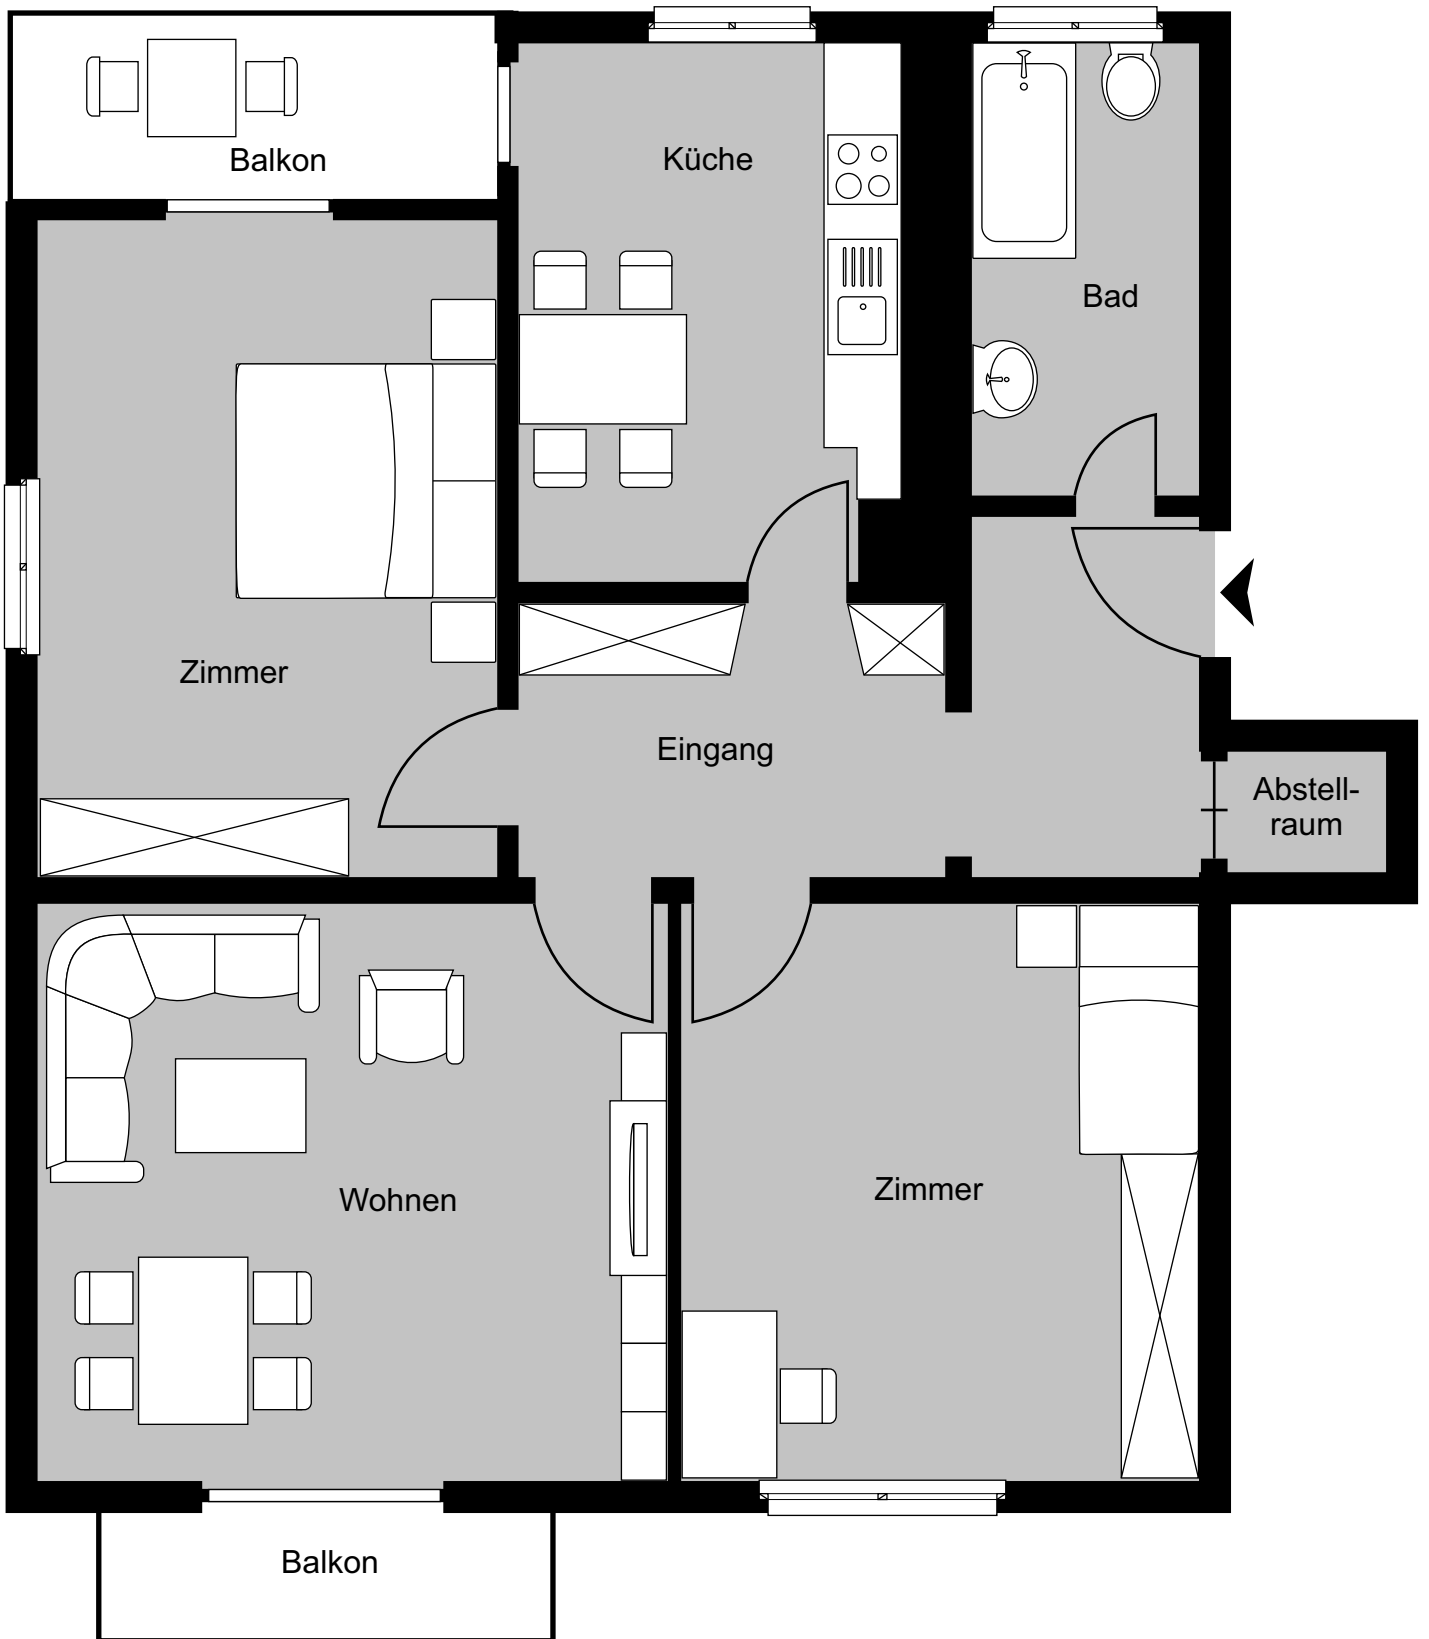 Balkon
Küche
Bad
Zimmer
Eingang
Abstell-
raum
Wohnen
Zimmer
Balkon